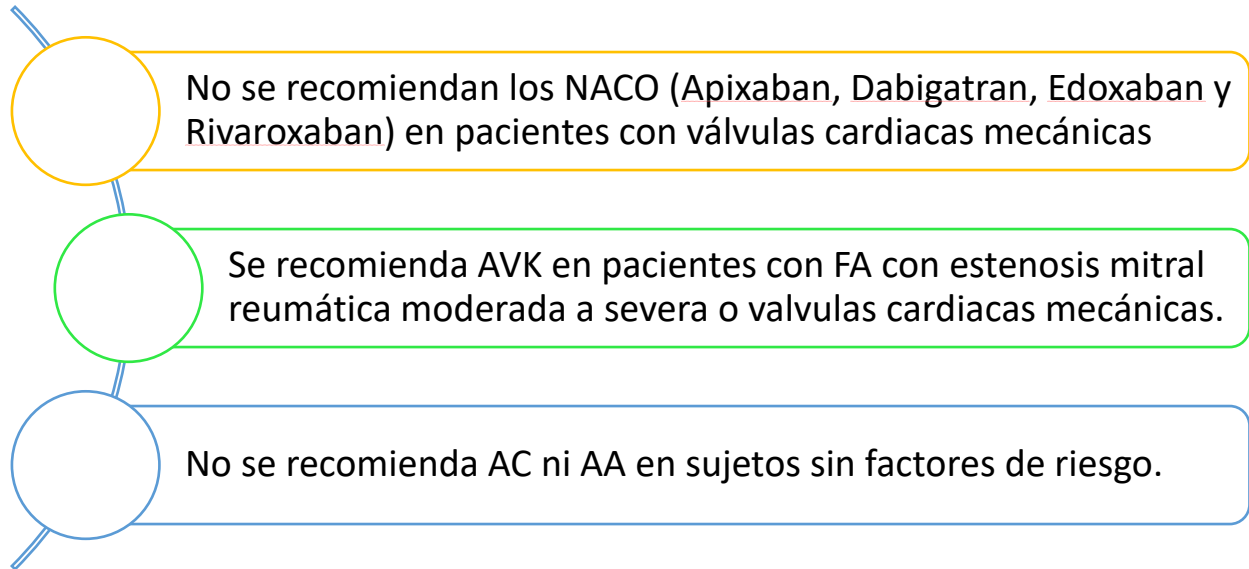 No se recomiendan los NACO (Apixaban, Dabigatran, Edoxaban y
Rivaroxaban) en pacientes con válvulas cardiacas mecánicas
Se recomienda AVK en pacientes con FA con estenosis mitral
reumática moderada a severa o valvulas cardiacas mecánicas.
No se recomienda AC ni AA en sujetos sin factores de riesgo.